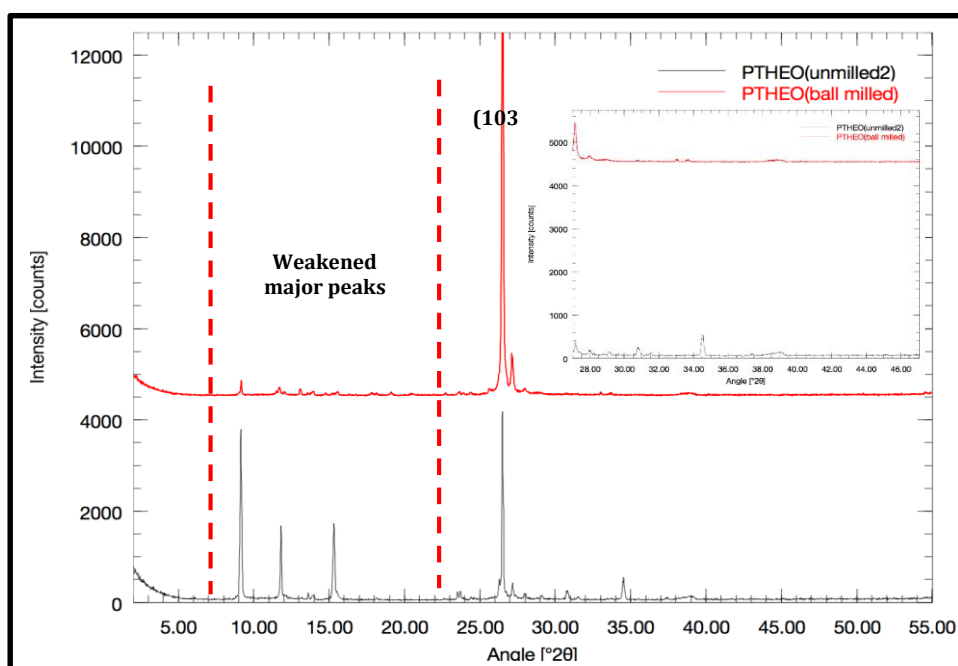 12000
10000
8000
6000
4000
2000
0
Intensity [counts]
PTHEO(unmilled2)
PTHEO(ball milled)
(103
Weakened
major peaks
5.00 10.00 15.00 20.00 25.00 30.00 35.00 40.00 45.00 50.00 55.00
Angle [°2θ]
PTHEO(unmilled2)
PTHEO(ball milled)
5000
4000
3000
2000
1000
0
Intensity [counts]
28.00 30.00 32.00 34.00 36.00 38.00 40.00 42.00 44.00 46.00
Angle [°2θ]